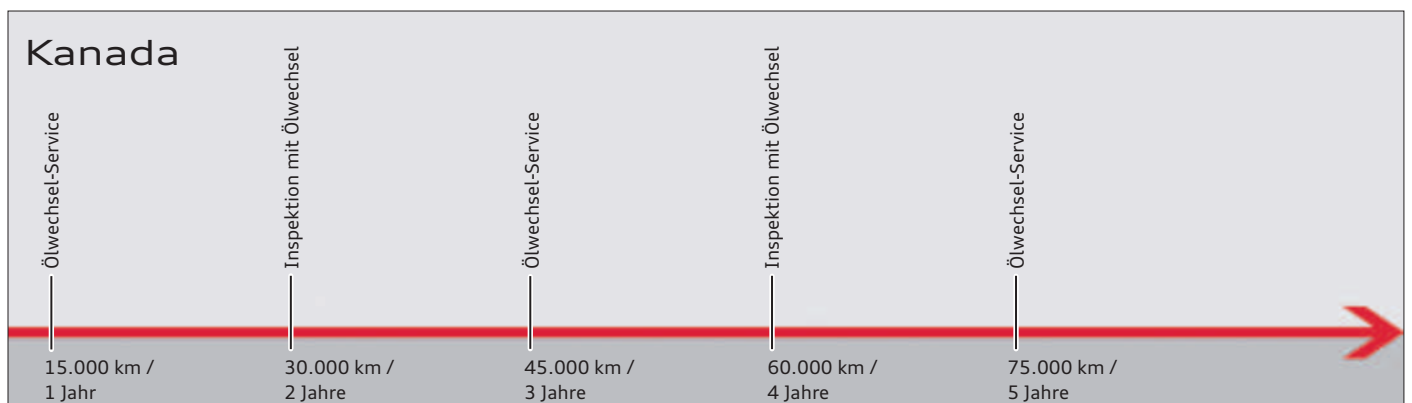 Kanada
Ölwechsel-Service
Inspektion mit Ölwechsel
Ölwechsel-Service
Inspektion mit Ölwechsel
Ölwechsel-Service
15.000 km /
1 Jahr
30.000 km /
2 Jahre
45.000 km /
3 Jahre
60.000 km /
4 Jahre
75.000 km /
5 Jahre